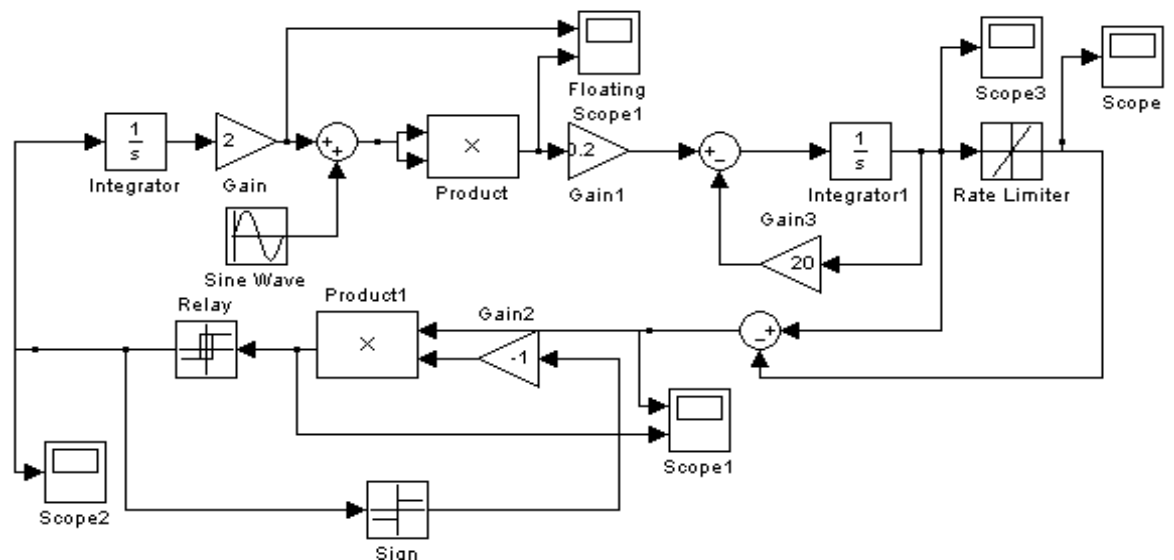 Floating
Scope1
Scope3
Scope
1
s
Integrator
2
Gain
+
+
×
Product
0.2
Gain1
+
−
1
s
Integrator1
Rate Limiter
Sine Wave
Gain3
20
Relay
Product1
×
Gain2
-1
−
+
Scope1
Scope2
Sign